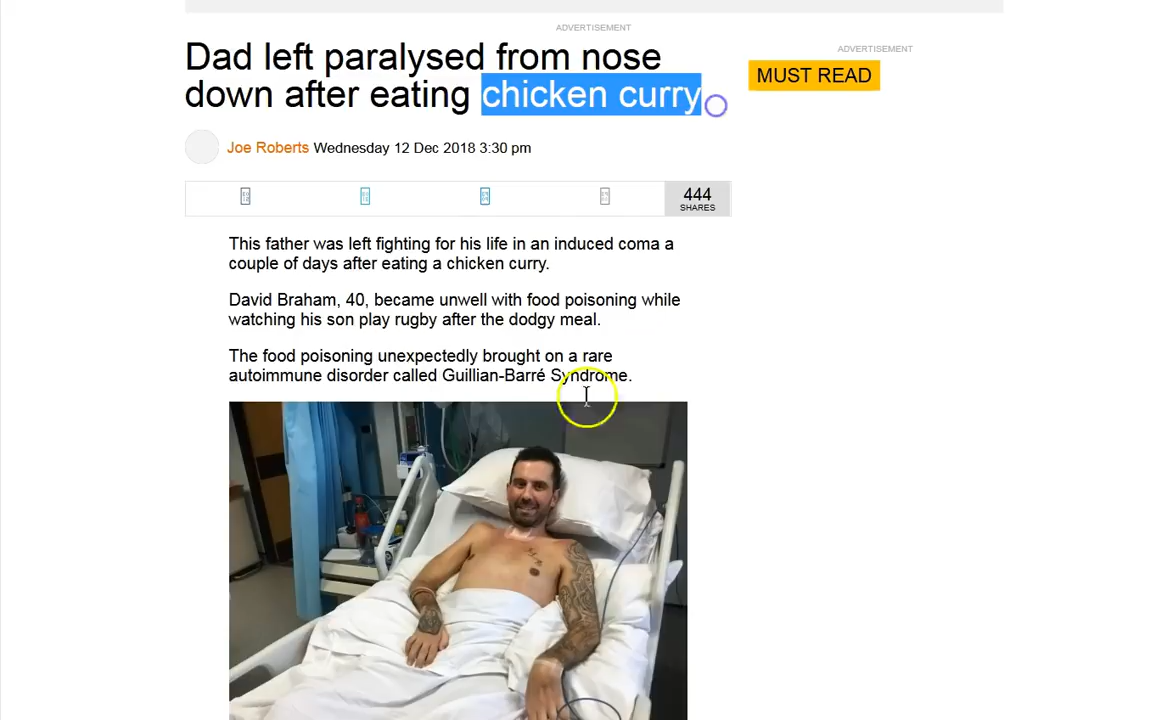 ADVERTISEMENT
Dad left paralysed from nose
down after eating chicken curry
ADVERTISEMENT
MUST READ
Joe Roberts Wednesday 12 Dec 2018 3:30 pm
444
SHARES
This father was left fighting for his life in an induced coma a
couple of days after eating a chicken curry.
David Braham, 40, became unwell with food poisoning while
watching his son play rugby after the dodgy meal.
The food poisoning unexpectedly brought on a rare
autoimmune disorder called Guillian-Barré Syndrome.